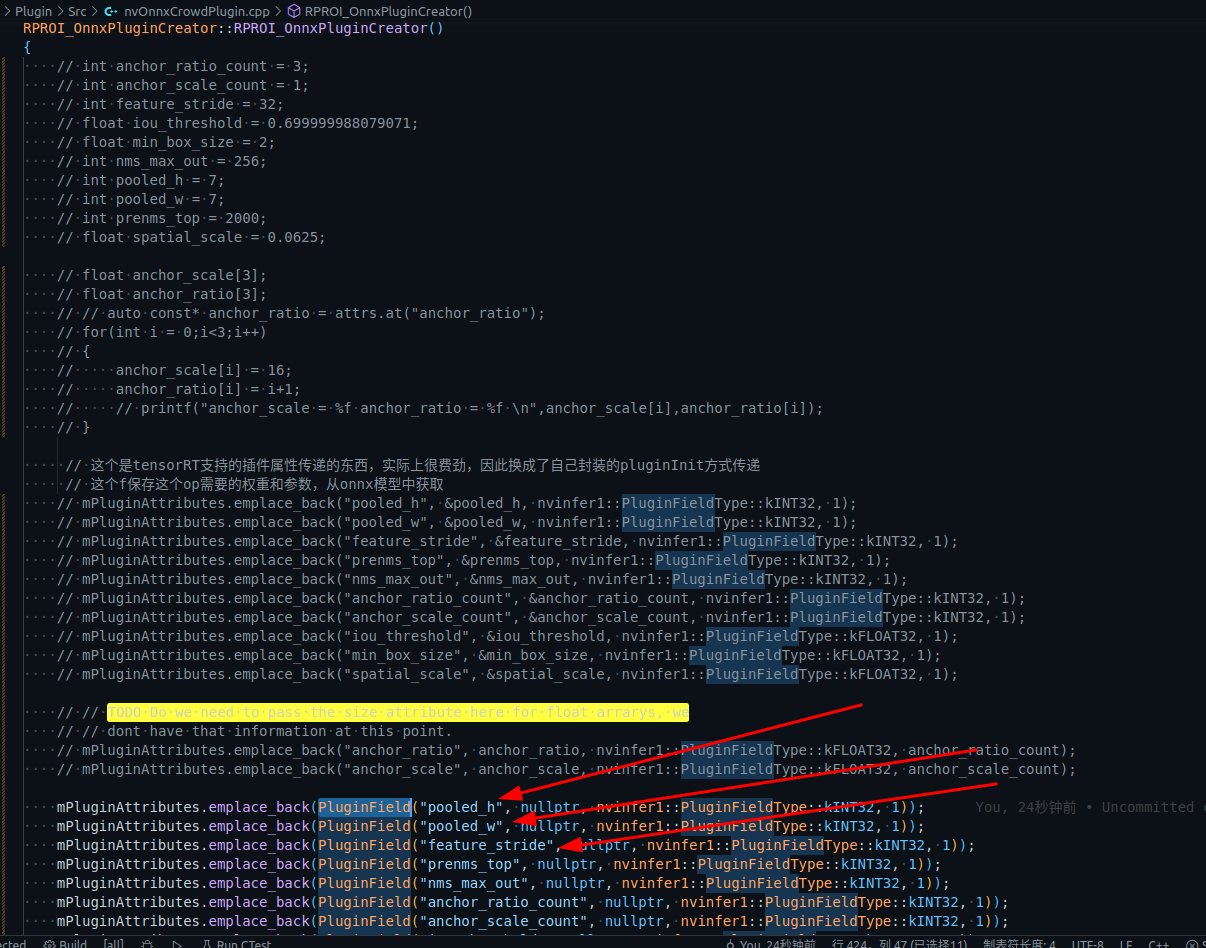 Plugin > Src > nvOnnxCrowdPlugin.cpp > RPROI_OnnxPluginCreator()
RPROI_OnnxPluginCreator::RPROI_OnnxPluginCreator()
{
// int anchor_ratio_count = 3;
// int anchor_scale_count = 1;
// int feature_stride = 32;
// float iou_threshold = 0.699999988079071;
// float min_box_size = 2;
// int nms_max_out = 256;
// int pooled_h = 7;
// int pooled_w = 7;
// int prenms_top = 2000;
// float spatial_scale = 0.0625;
// float anchor_scale[3];
// float anchor_ratio[3];
// // auto const* anchor_ratio = attrs.at("anchor_ratio");
// for(int i = 0;i<3;i++)
// {
//     anchor_scale[i] = 16;
//     anchor_ratio[i] = i+1;
//     // printf("anchor_scale = %f anchor_ratio = %f \n",anchor_scale[i],anchor_ratio[i]);
// }
// 这个是tensorRT支持的插件属性传递的东西，实际上很费劲，因此换成了自己封装的pluginInit方式传递
// 这个f保存这个op需要的权重和参数，从onnx模型中获取
// mPluginAttributes.emplace_back("pooled_h", &pooled_h, nvinfer1::PluginFieldType::kINT32, 1);
// mPluginAttributes.emplace_back("pooled_w", &pooled_w, nvinfer1::PluginFieldType::kINT32, 1);
// mPluginAttributes.emplace_back("feature_stride", &feature_stride, nvinfer1::PluginFieldType::kINT32, 1);
// mPluginAttributes.emplace_back("prenms_top", &prenms_top, nvinfer1::PluginFieldType::kINT32, 1);
// mPluginAttributes.emplace_back("nms_max_out", &nms_max_out, nvinfer1::PluginFieldType::kINT32, 1);
// mPluginAttributes.emplace_back("anchor_ratio_count", &anchor_ratio_count, nvinfer1::PluginFieldType::kINT32, 1);
// mPluginAttributes.emplace_back("anchor_scale_count", &anchor_scale_count, nvinfer1::PluginFieldType::kINT32, 1);
// mPluginAttributes.emplace_back("iou_threshold", &iou_threshold, nvinfer1::PluginFieldType::kFLOAT32, 1);
// mPluginAttributes.emplace_back("min_box_size", &min_box_size, nvinfer1::PluginFieldType::kFLOAT32, 1);
// mPluginAttributes.emplace_back("spatial_scale", &spatial_scale, nvinfer1::PluginFieldType::kFLOAT32, 1);
// // TODO Do we need to pass the size attribute here for float arrarys, we
// // dont have that information at this point.
// mPluginAttributes.emplace_back("anchor_ratio", anchor_ratio, nvinfer1::PluginFieldType::kFLOAT32, anchor_ratio_count);
// mPluginAttributes.emplace_back("anchor_scale", anchor_scale, nvinfer1::PluginFieldType::kFLOAT32, anchor_scale_count);
mPluginAttributes.emplace_back(PluginField("pooled_h", nullptr, nvinfer1::PluginFieldType::kINT32, 1)); You, 24秒钟前 • Uncommitted
mPluginAttributes.emplace_back(PluginField("pooled_w", nullptr, nvinfer1::PluginFieldType::kINT32, 1));
mPluginAttributes.emplace_back(PluginField("feature_stride", nullptr, nvinfer1::PluginFieldType::kINT32, 1));
mPluginAttributes.emplace_back(PluginField("prenms_top", nullptr, nvinfer1::PluginFieldType::kINT32, 1));
mPluginAttributes.emplace_back(PluginField("nms_max_out", nullptr, nvinfer1::PluginFieldType::kINT32, 1));
mPluginAttributes.emplace_back(PluginField("anchor_ratio_count", nullptr, nvinfer1::PluginFieldType::kINT32, 1));
mPluginAttributes.emplace_back(PluginField("anchor_scale_count", nullptr, nvinfer1::PluginFieldType::kINT32, 1));
Build [all] Run CTest You, 24秒钟前 行 424, 列 47 (已选择11) 制表符长度: 4 UTF-8 LF C++